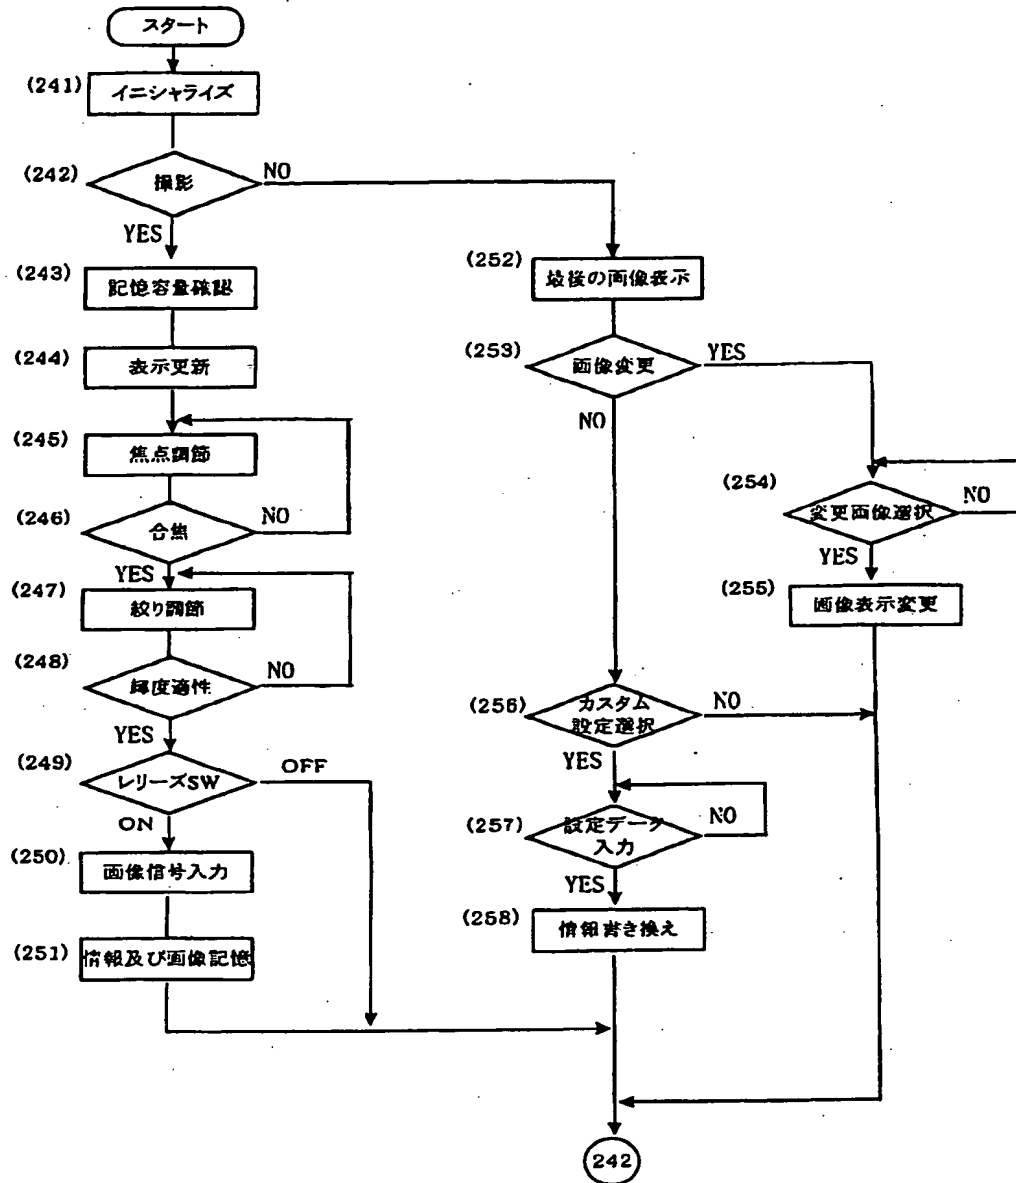 スタート
(241)
イニシャライズ
(242)
撮影
NO
YES
(243)
記憶容量確認
(244)
表示更新
(245)
焦点調節
(246)
合焦
NO
YES
(247)
絞り調節
(248)
輝度適性
NO
YES
(249)
レリーズSW
OFF
ON
(250)
画像信号入力
(251)
情報及び画像記憶
(252)
最後の画像表示
(253)
画像変更
YES
NO
(254)
変更画像選択
NO
YES
(255)
画像表示変更
(256)
カスタム
設定選択
NO
YES
(257)
設定データ
入力
NO
YES
(258)
情報書き換え
242